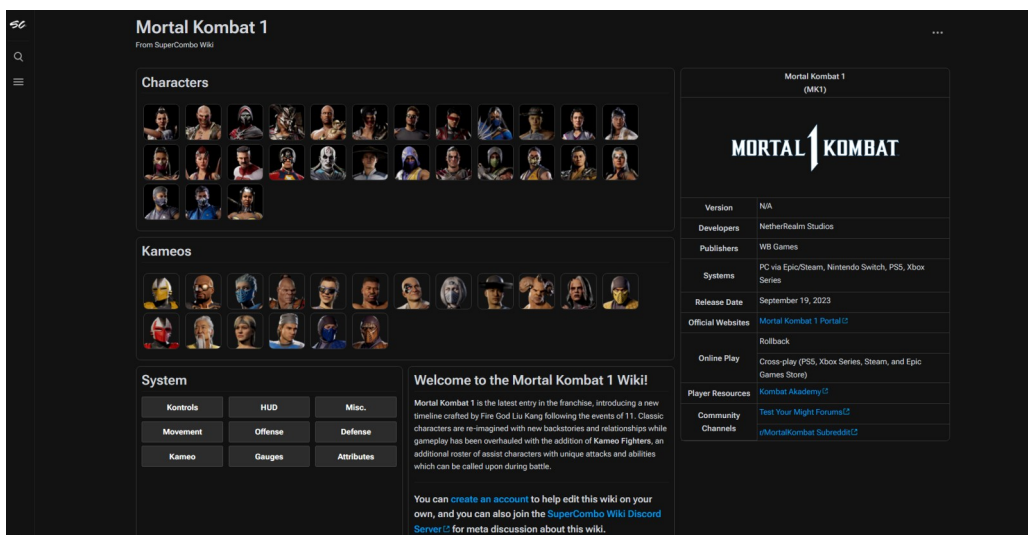 SC
Mortal Kombat 1
From SuperCombo Wiki
Characters
Kameos
System
Kontrols
HUD
Misc.
Movement
Offense
Defense
Kameo
Gauges
Attributes
Welcome to the Mortal Kombat 1 Wiki!
Mortal Kombat 1 is the latest entry in the franchise, introducing a new
timeline crafted by Fire God Liu Kang following the events of 11. Classic
characters are re-imagined with new backstories and relationships while
gameplay has been overhauled with the addition of Kameo Fighters, an
additional roster of assist characters with unique attacks and abilities
which can be called upon during battle.
You can create an account to help edit this wiki on your
own, and you can also join the SuperCombo Wiki Discord
Server for meta discussion about this wiki.
Mortal Kombat 1
(MK1)
MORTAL 1 KOMBAT
Version N/A
Developers NetherRealm Studios
Publishers WB Games
Systems PC via Epic/Steam, Nintendo Switch, PS5, Xbox
Series
Release Date September 19, 2023
Official Websites Mortal Kombat 1 Portal
Online Play Rollback
Cross-play (PS5, Xbox Series, Steam, and Epic
Games Store)
Player Resources Kombat Akademy
Community
Channels
Test Your Might Forums
r/MortalKombat Subreddit